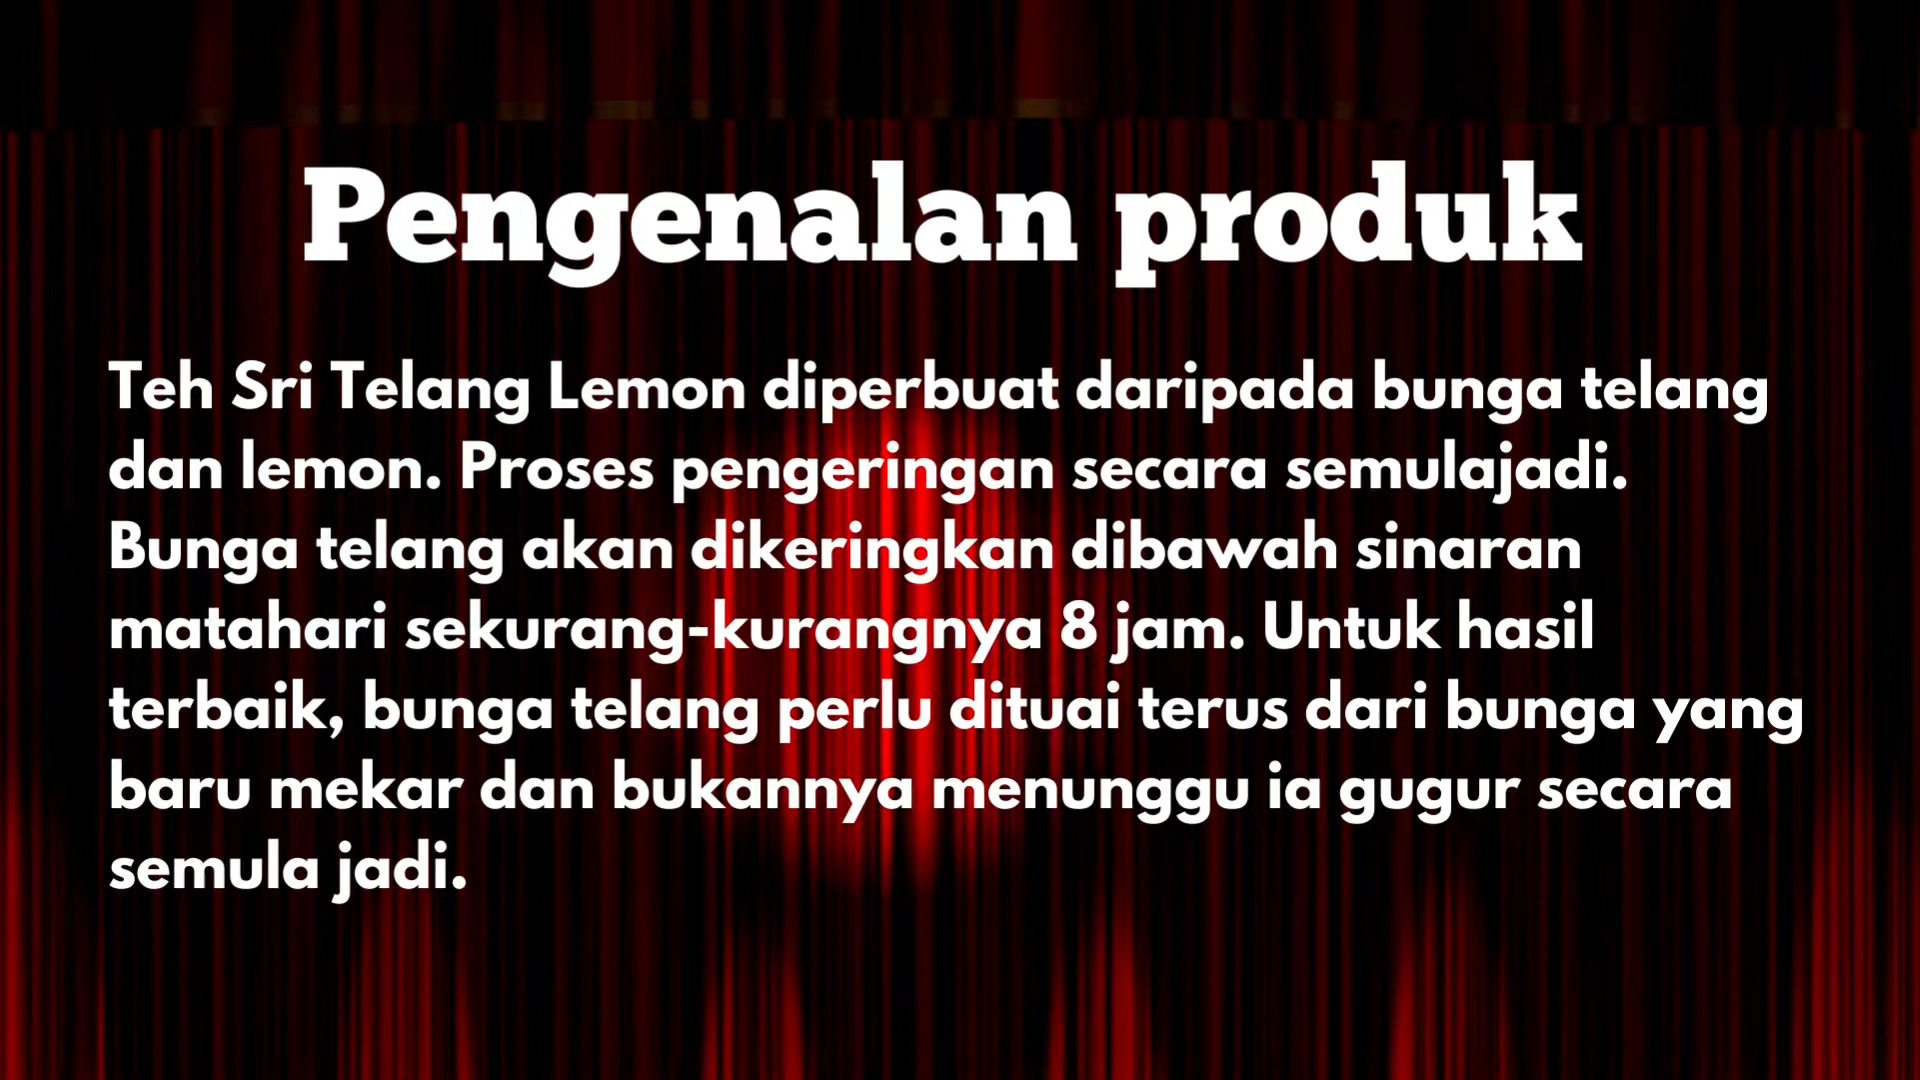 Pengenalan produk
Teh Sri Telang Lemon diperbuat daripada bunga telang
dan lemon. Proses pengeringan secara semulajadi.
Bunga telang akan dikeringkan dibawah sinaran
matahari sekurang-kurangnya 8 jam. Untuk hasil
terbaik, bunga telang perlu dituai terus dari bunga yang
baru mekar dan bukannya menunggu ia gugur secara
semula jadi.